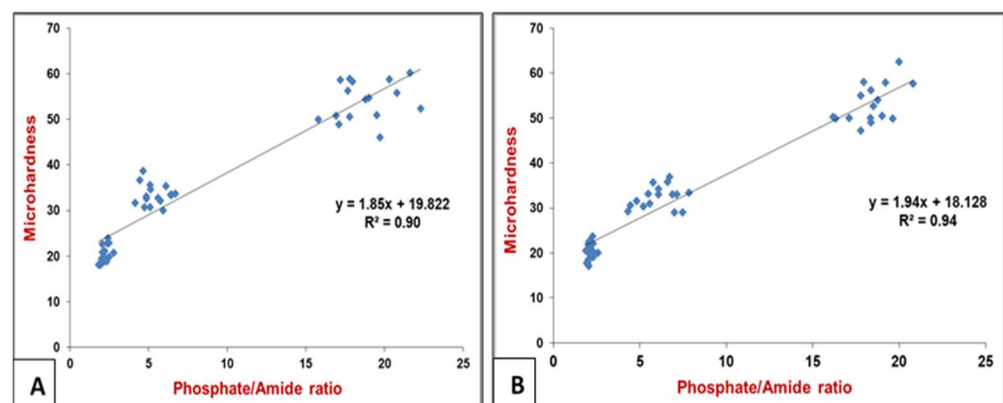 70
60
50
40
30
20
10
0
Microhardness
y = 1.85x + 19.822
R² = 0.90
0 5 10 15 20 25
A
Phosphate/Amide ratio
70
60
50
40
30
20
10
0
Microhardness
y = 1.94x + 18.128
R² = 0.94
0 5 10 15 20 25
B
Phosphate/Amide ratio